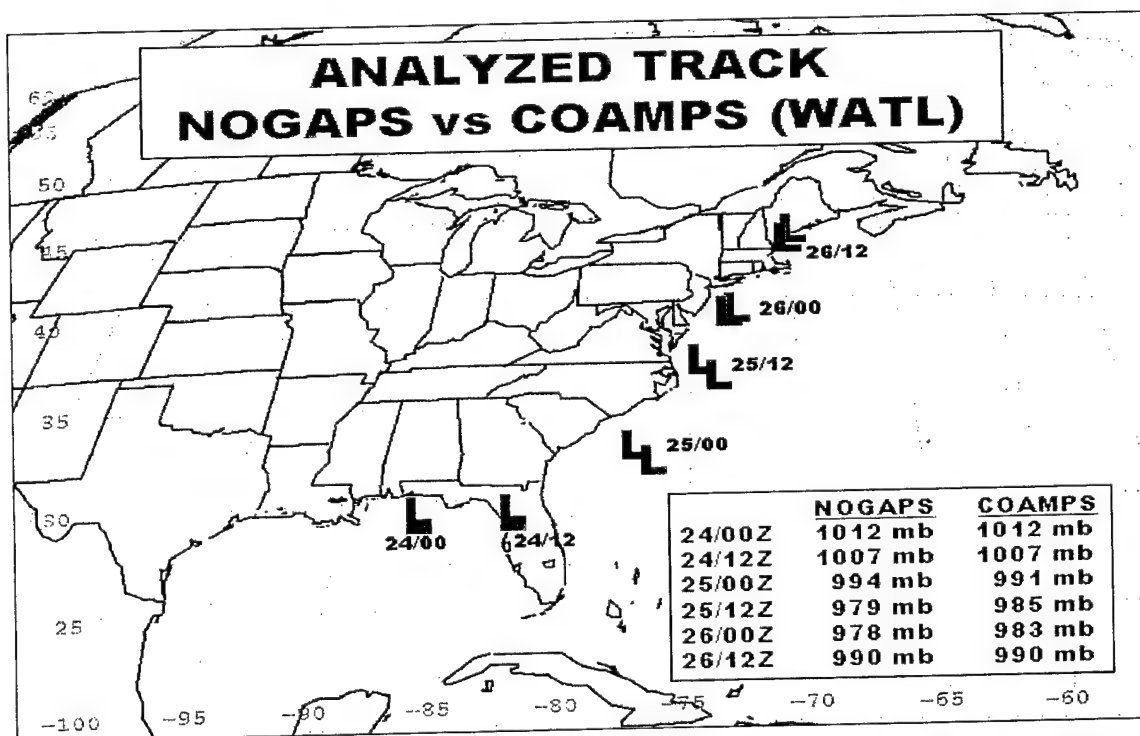 ANALYZED TRACK
NOGAPS vs COAMPS (WATL)
50
45
26/12
26/00
40
25/12
35
25/00
30
24/00
24/12
NOGAPS COAMPS
24/00Z 1012 mb 1012 mb
24/12Z 1007 mb 1007 mb
25/00Z 994 mb 991 mb
25/12Z 979 mb 985 mb
26/00Z 978 mb 983 mb
26/12Z 990 mb 990 mb
25
-100 -95 -90 -85 -80 -75 -70 -65 -60
L L
L L
L L
L L
L
L